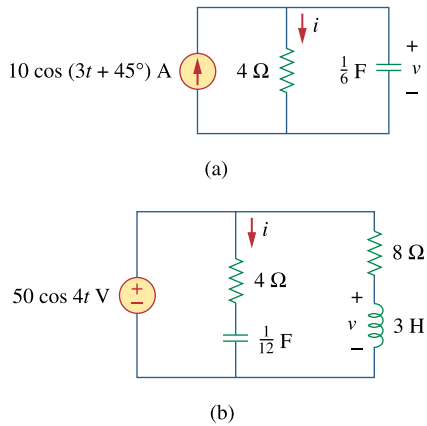 i
10 cos (3t + 45°) A
4 Ω
1/6 F
+
v
−
(a)
i
50 cos 4t V
+
−
4 Ω
1/12 F
8 Ω
+
v
−
3 H
(b)